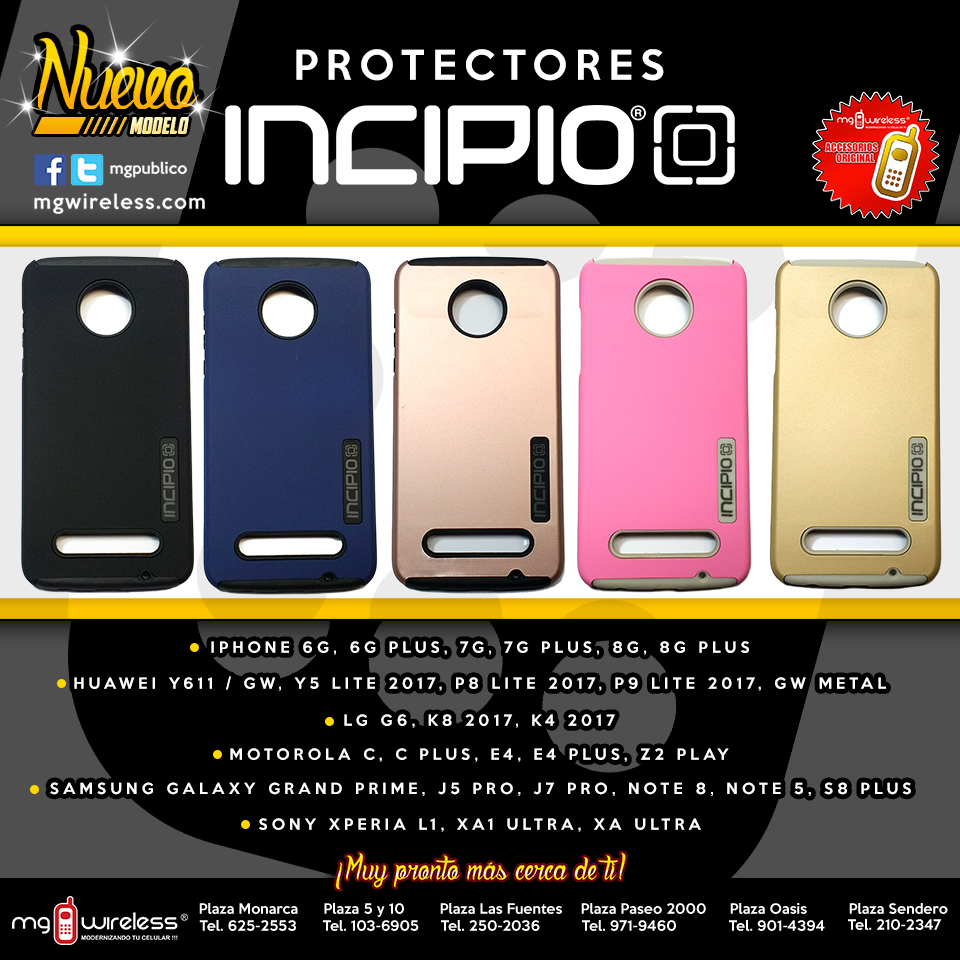 Nuevo
MODELO
PROTECTORES
INCIPIO®
mg wireless®
MODERNIZANDO TU CELULAR !!!
ACCESORIOS
ORIGINAL
mgpublico
mgwireless.com
INCIPIO
INCIPIO
INCIPIO
INCIPIO
INCIPIO
• IPHONE 6G, 6G PLUS, 7G, 7G PLUS, 8G, 8G PLUS
• HUAWEI Y611 / GW, Y5 LITE 2017, P8 LITE 2017, P9 LITE 2017, GW METAL
• LG G6, K8 2017, K4 2017
• MOTOROLA C, C PLUS, E4, E4 PLUS, Z2 PLAY
• SAMSUNG GALAXY GRAND PRIME, J5 PRO, J7 PRO, NOTE 8, NOTE 5, S8 PLUS
• SONY XPERIA L1, XA1 ULTRA, XA ULTRA
¡Muy pronto más cerca de ti!
mg wireless®
MODERNIZANDO TU CELULAR !!!
Plaza Monarca
Tel. 625-2553
Plaza 5 y 10
Tel. 103-6905
Plaza Las Fuentes
Tel. 250-2036
Plaza Paseo 2000
Tel. 971-9460
Plaza Oasis
Tel. 901-4394
Plaza Sendero
Tel. 210-2347